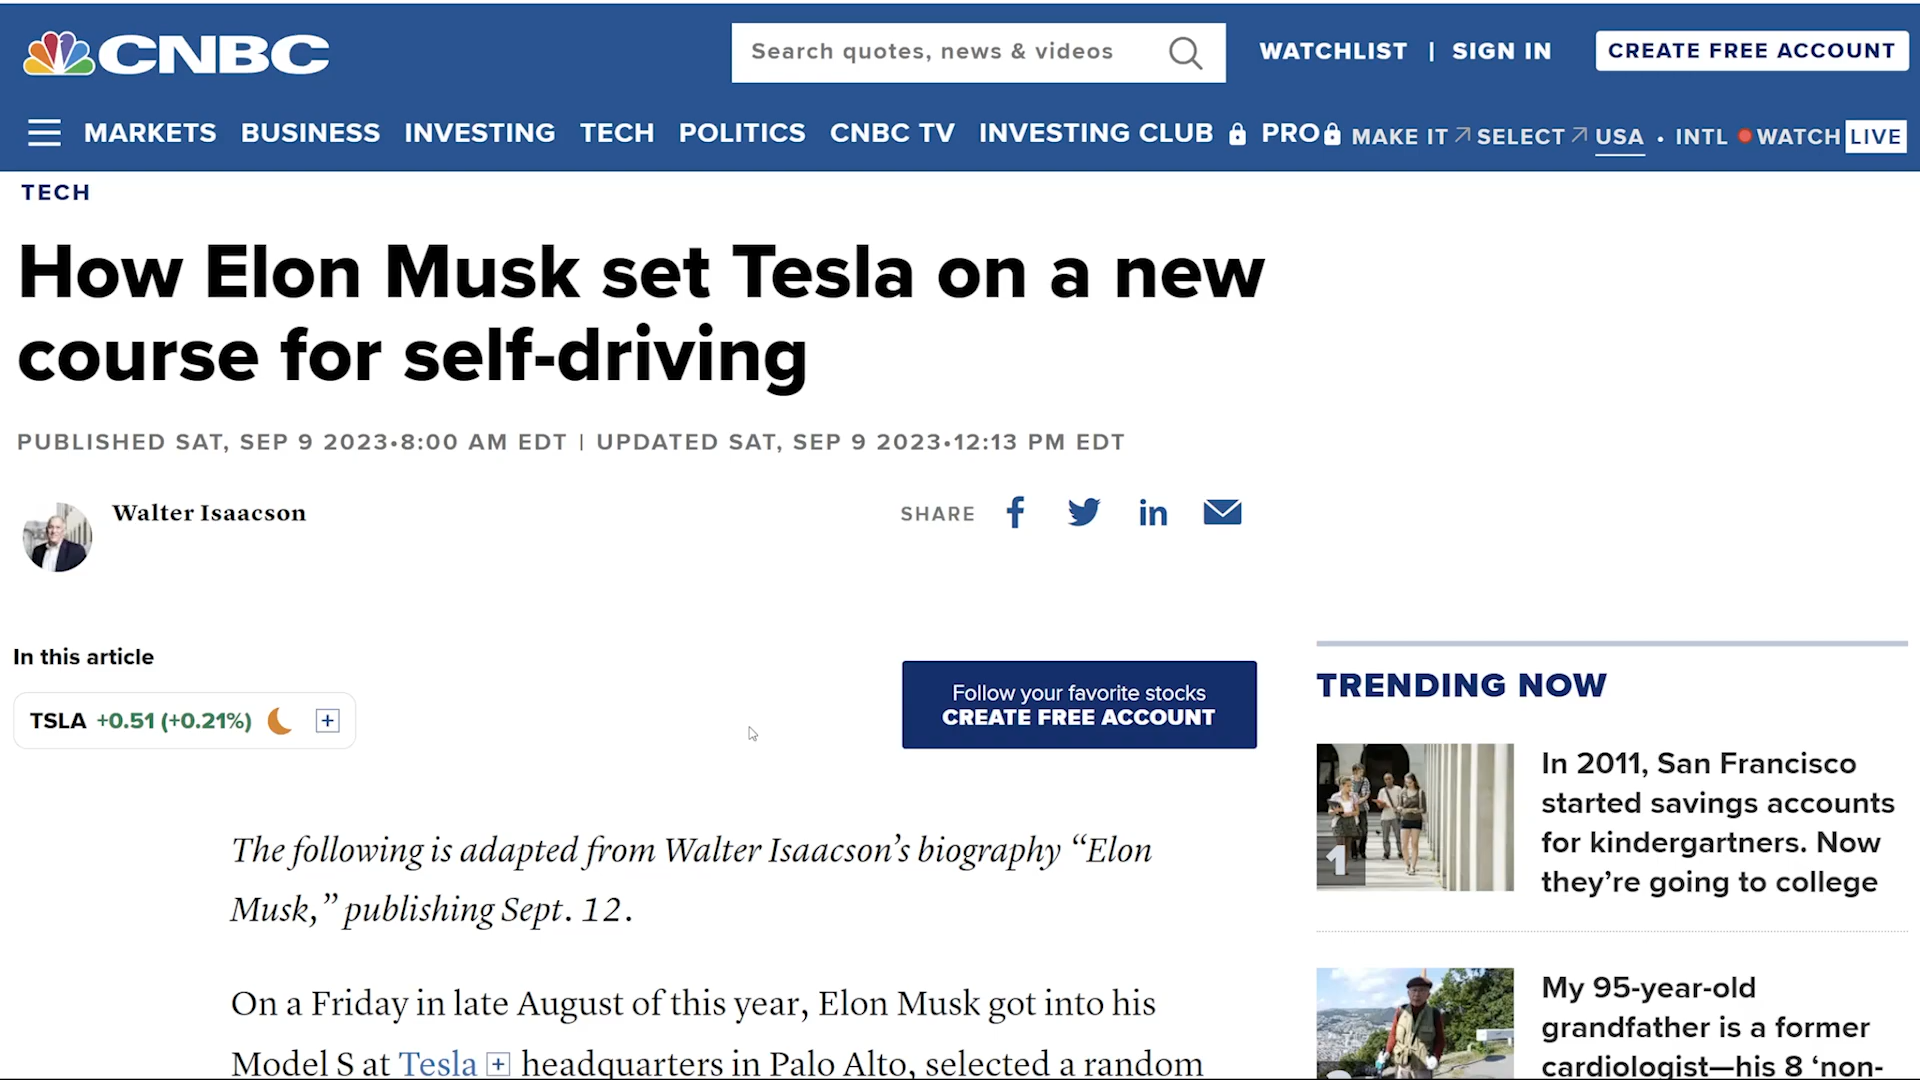 CNBC
Search quotes, news & videos
WATCHLIST | SIGN IN
CREATE FREE ACCOUNT
MARKETS BUSINESS INVESTING TECH POLITICS CNBC TV INVESTING CLUB PRO MAKE IT SELECT USA • INTL WATCH LIVE
TECH
How Elon Musk set Tesla on a new
course for self-driving
PUBLISHED SAT, SEP 9 2023•8:00 AM EDT | UPDATED SAT, SEP 9 2023•12:13 PM EDT
Walter Isaacson
SHARE
In this article
TSLA +0.51 (+0.21%)
Follow your favorite stocks
CREATE FREE ACCOUNT
The following is adapted from Walter Isaacson’s biography “Elon
Musk,” publishing Sept. 12.
On a Friday in late August of this year, Elon Musk got into his
Model S at Tesla headquarters in Palo Alto, selected a random
TRENDING NOW
1
In 2011, San Francisco
started savings accounts
for kindergartners. Now
they’re going to college
My 95-year-old
grandfather is a former
cardiologist—his 8 ‘non-